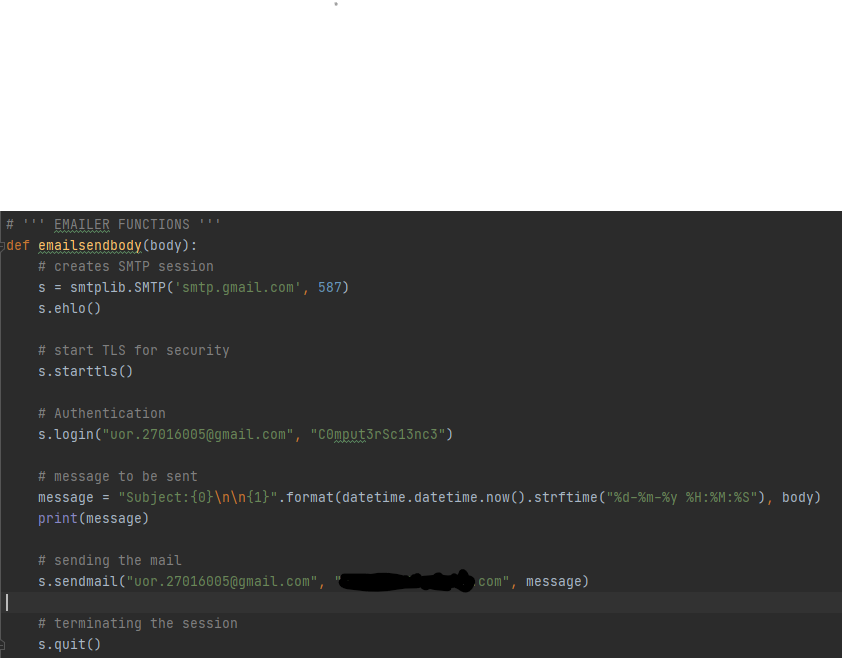 # ''' EMAILER FUNCTIONS '''
def emailsendbody(body):
# creates SMTP session
s = smtplib.SMTP('smtp.gmail.com', 587)
s.ehlo()
# start TLS for security
s.starttls()
# Authentication
s.login("uor.27016005@gmail.com", "C0mput3rSc13nc3")
# message to be sent
message = "Subject:{0}\n\n{1}".format(datetime.datetime.now().strftime("%d-%m-%y %H:%M:%S"), body)
print(message)
# sending the mail
s.sendmail("uor.27016005@gmail.com", " com", message)
# terminating the session
s.quit()